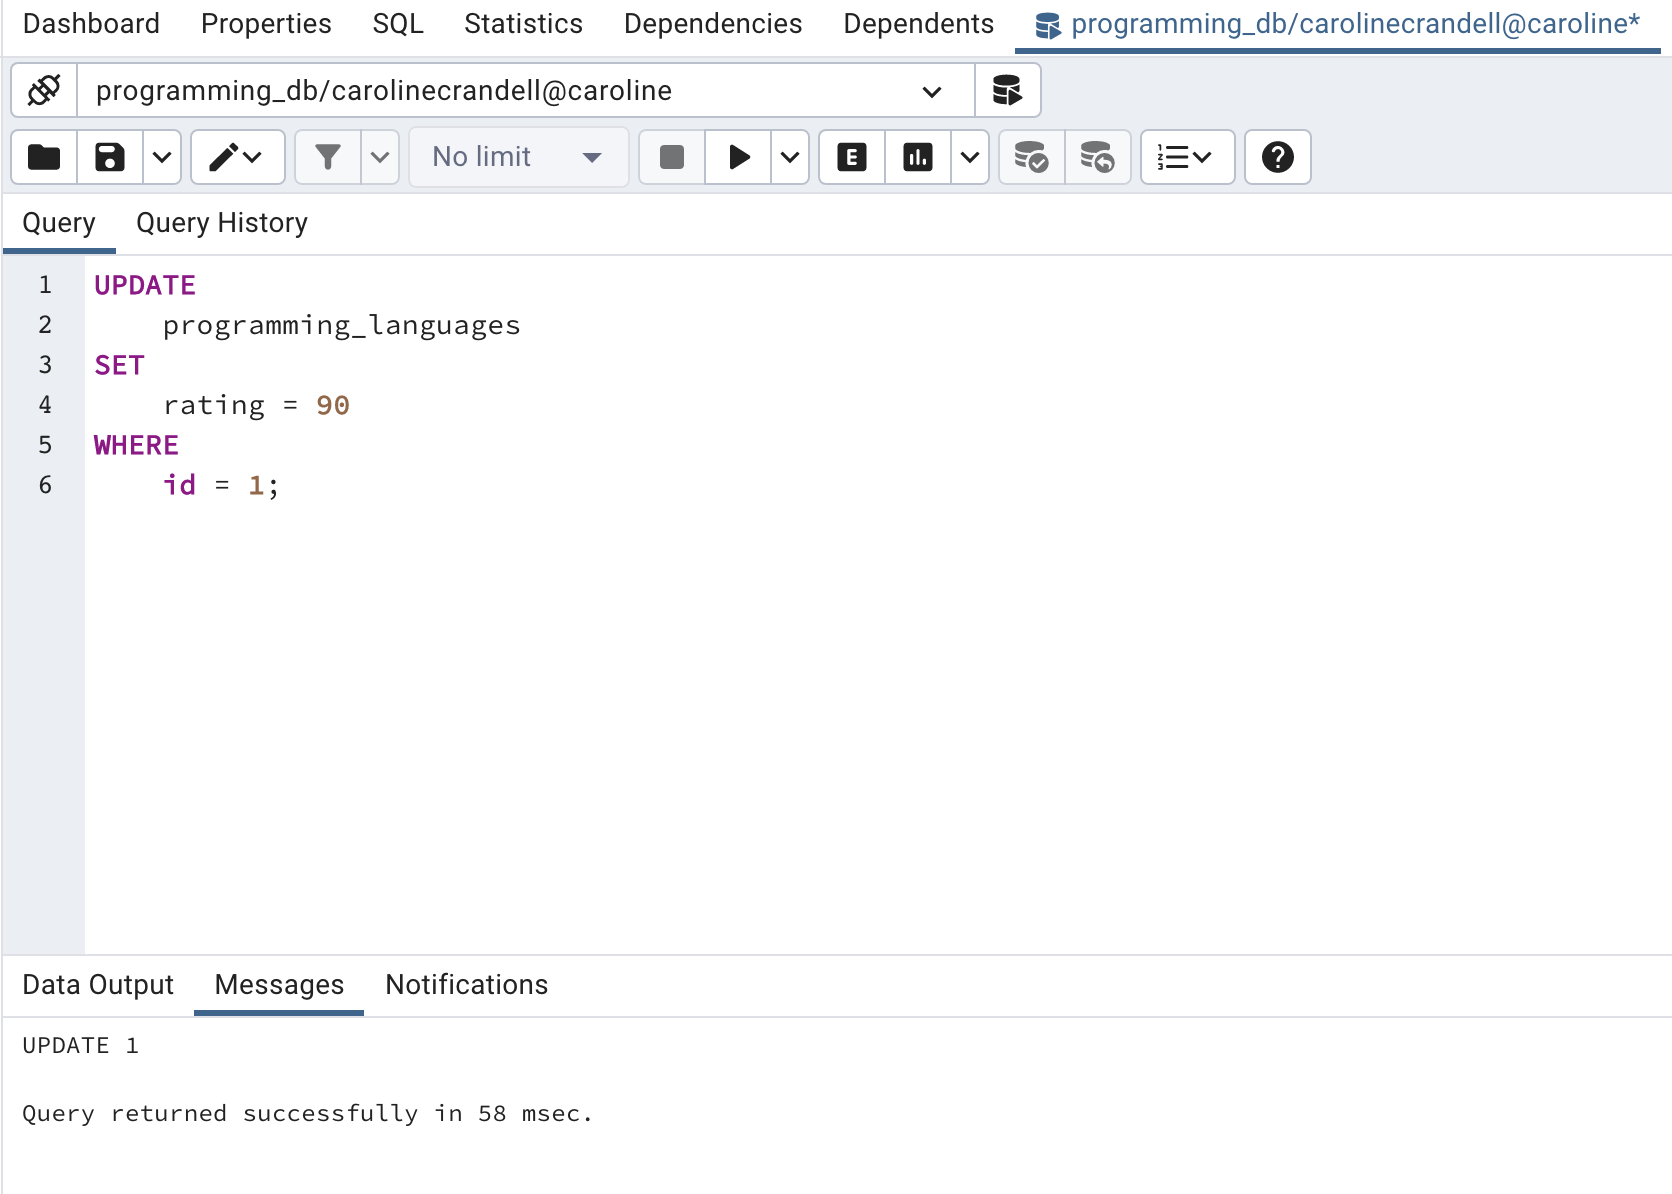 Dashboard Properties SQL Statistics Dependencies Dependents programming_db/carolinecrandell@caroline*
programming_db/carolinecrandell@caroline
No limit E ?
Query Query History
1 UPDATE
2 programming_languages
3 SET
4 rating = 90
5 WHERE
6 id = 1;
Data Output Messages Notifications
UPDATE 1
Query returned successfully in 58 msec.